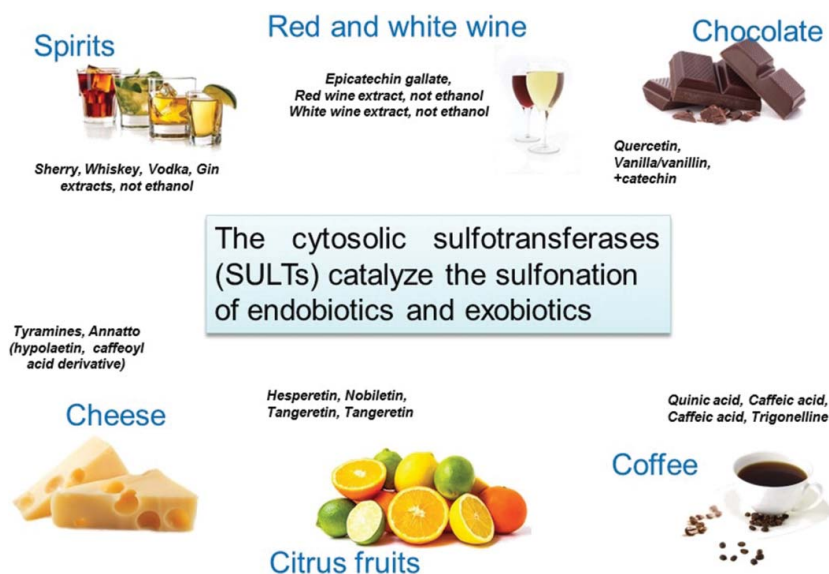 Spirits
Sherry, Whiskey, Vodka, Gin
extracts, not ethanol
Red and white wine
Epicatechin gallate,
Red wine extract, not ethanol
White wine extract, not ethanol
Chocolate
Quercetin,
Vanilla/vanillin,
+catechin
The cytosolic sulfotransferases
(SULTs) catalyze the sulfonation
of endobiotics and exobiotics
Tyramines, Annatto
(hypolaetin, caffeoyl
acid derivative)
Cheese
Hesperetin, Nobiletin,
Tangeretin, Tangeretin
Citrus fruits
Quinic acid, Caffeic acid,
Caffeic acid, Trigonelline
Coffee